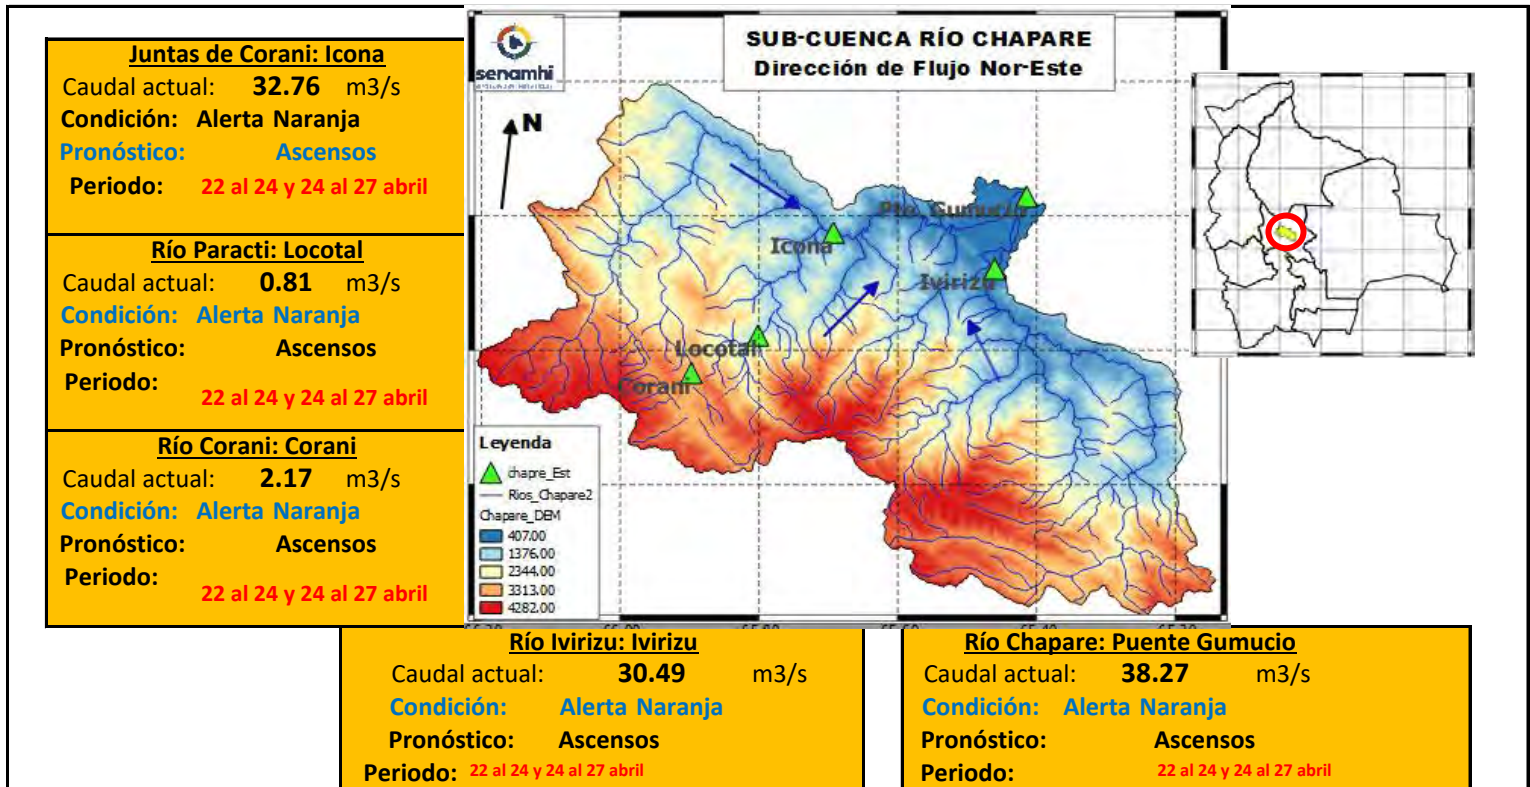 Juntas de Corani: Icona
Caudal actual: 32.76 m3/s
Condición: Alerta Naranja
Pronóstico: Ascensos
Periodo: 22 al 24 y 24 al 27 abril
Río Paracti: Locotal
Caudal actual: 0.81 m3/s
Condición: Alerta Naranja
Pronóstico: Ascensos
Periodo:
22 al 24 y 24 al 27 abril
Río Corani: Corani
Caudal actual: 2.17 m3/s
Condición: Alerta Naranja
Pronóstico: Ascensos
Periodo:
22 al 24 y 24 al 27 abril
senamhi
SUB-CUENCA RÍO CHAPARE
Dirección de Flujo Nor-Este
N
Pte. Gumucio
Icona
Ivirizu
Locotal
Corani
Leyenda
chapre_Est
Rios_Chapare2
Chapare_DEM
407.00
1376.00
2344.00
3313.00
4282.00
Río Ivirizu: Ivirizu
Caudal actual: 30.49 m3/s
Condición: Alerta Naranja
Pronóstico: Ascensos
Periodo: 22 al 24 y 24 al 27 abril
Río Chapare: Puente Gumucio
Caudal actual: 38.27 m3/s
Condición: Alerta Naranja
Pronóstico: Ascensos
Periodo: 22 al 24 y 24 al 27 abril